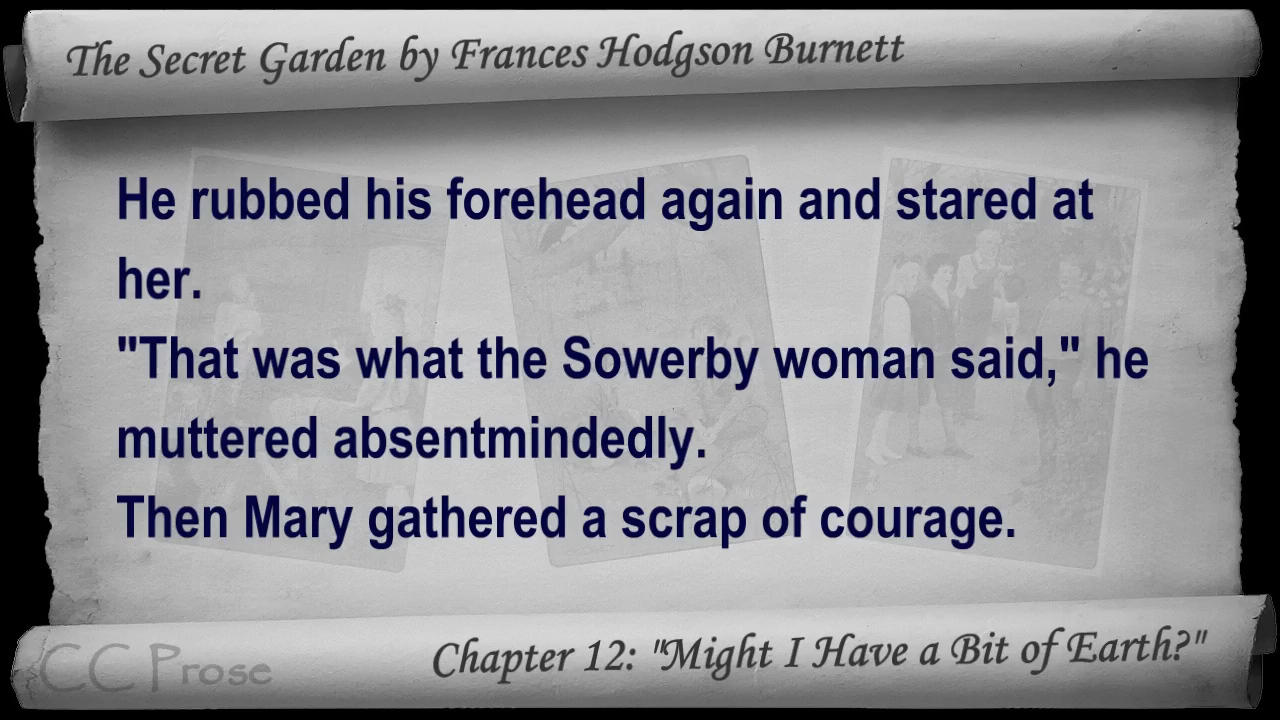 The Secret Garden by Frances Hodgson Burnett
He rubbed his forehead again and stared at
her.
"That was what the Sowerby woman said," he
muttered absentmindedly.
Then Mary gathered a scrap of courage.
CC Prose
Chapter 12: "Might I Have a Bit of Earth?"